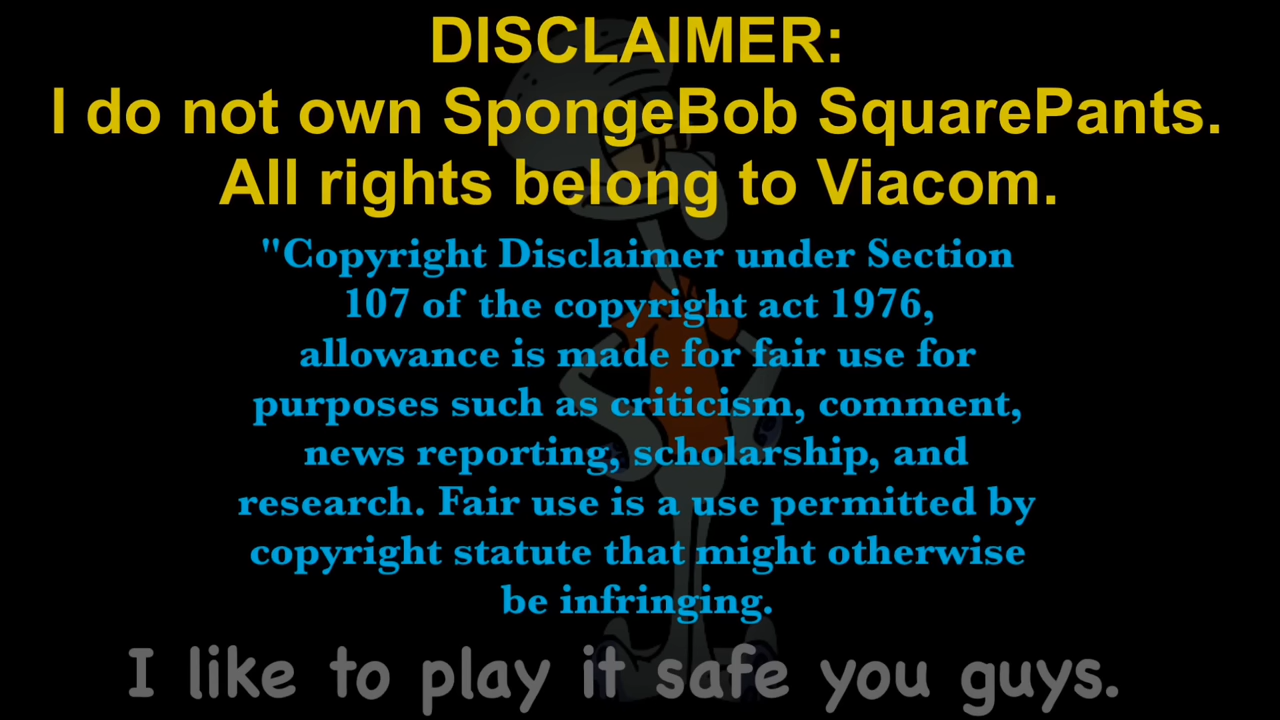 DISCLAIMER:
I do not own SpongeBob SquarePants.
All rights belong to Viacom.
"Copyright Disclaimer under Section
107 of the copyright act 1976,
allowance is made for fair use for
purposes such as criticism, comment,
news reporting, scholarship, and
research. Fair use is a use permitted by
copyright statute that might otherwise
be infringing.
I like to play it safe you guys.